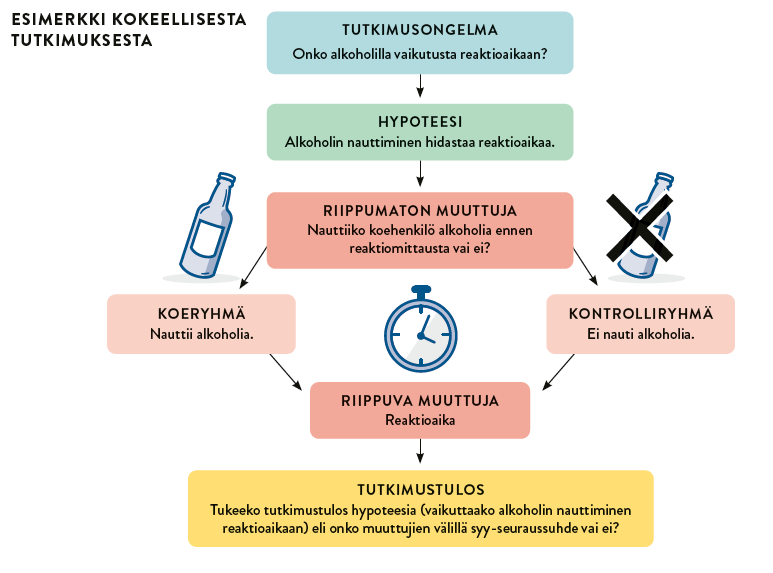 ESIMERKKI KOKEELLISESTA
TUTKIMUKSESTA
TUTKIMUSONGELMA
Onko alkoholilla vaikutusta reaktioaikaan?
HYPOTEESI
Alkoholin nauttiminen hidastaa reaktioaikaa.
RIIPPUMATON MUUTTUJA
Nauttiiko koehenkilö alkoholia ennen
reaktiomittausta vai ei?
KOERYHMÄ
Nauttii alkoholia.
KONTROLLIRYHMÄ
Ei nauti alkoholia.
RIIPPUVA MUUTTUJA
Reaktioaika
TUTKIMUSTULOS
Tukeeko tutkimustulos hypoteesia (vaikuttaako alkoholin nauttiminen
reaktioaikaan) eli onko muuttujien välillä syy-seuraussuhde vai ei?